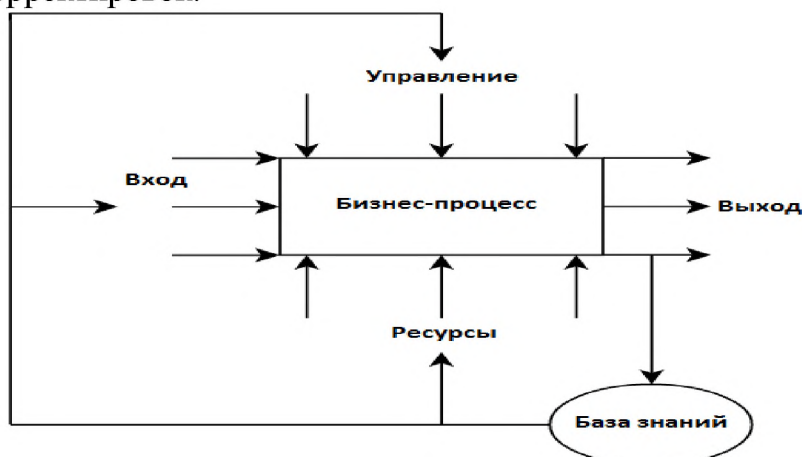 Управление
Вход
Бизнес-процесс
Выход
Ресурсы
База знаний